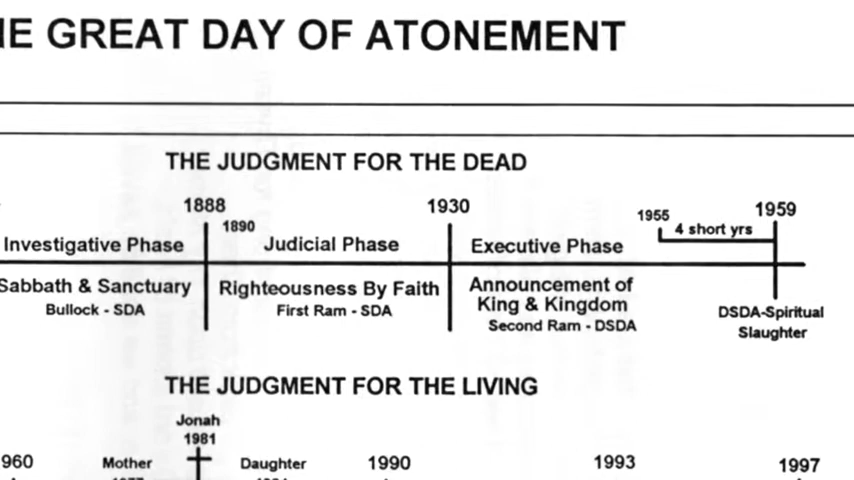 GREAT DAY OF ATONEMENT
THE JUDGMENT FOR THE DEAD
1888 1930 1955 1959
1890 4 short yrs
Investigative Phase Judicial Phase Executive Phase
Sabbath & Sanctuary Righteousness By Faith Announcement of
King & Kingdom
Bullock - SDA First Ram - SDA Second Ram - DSDA
DSDA-Spiritual
Slaughter
THE JUDGMENT FOR THE LIVING
Jonah
1981
960 Mother Daughter 1990 1993 1997